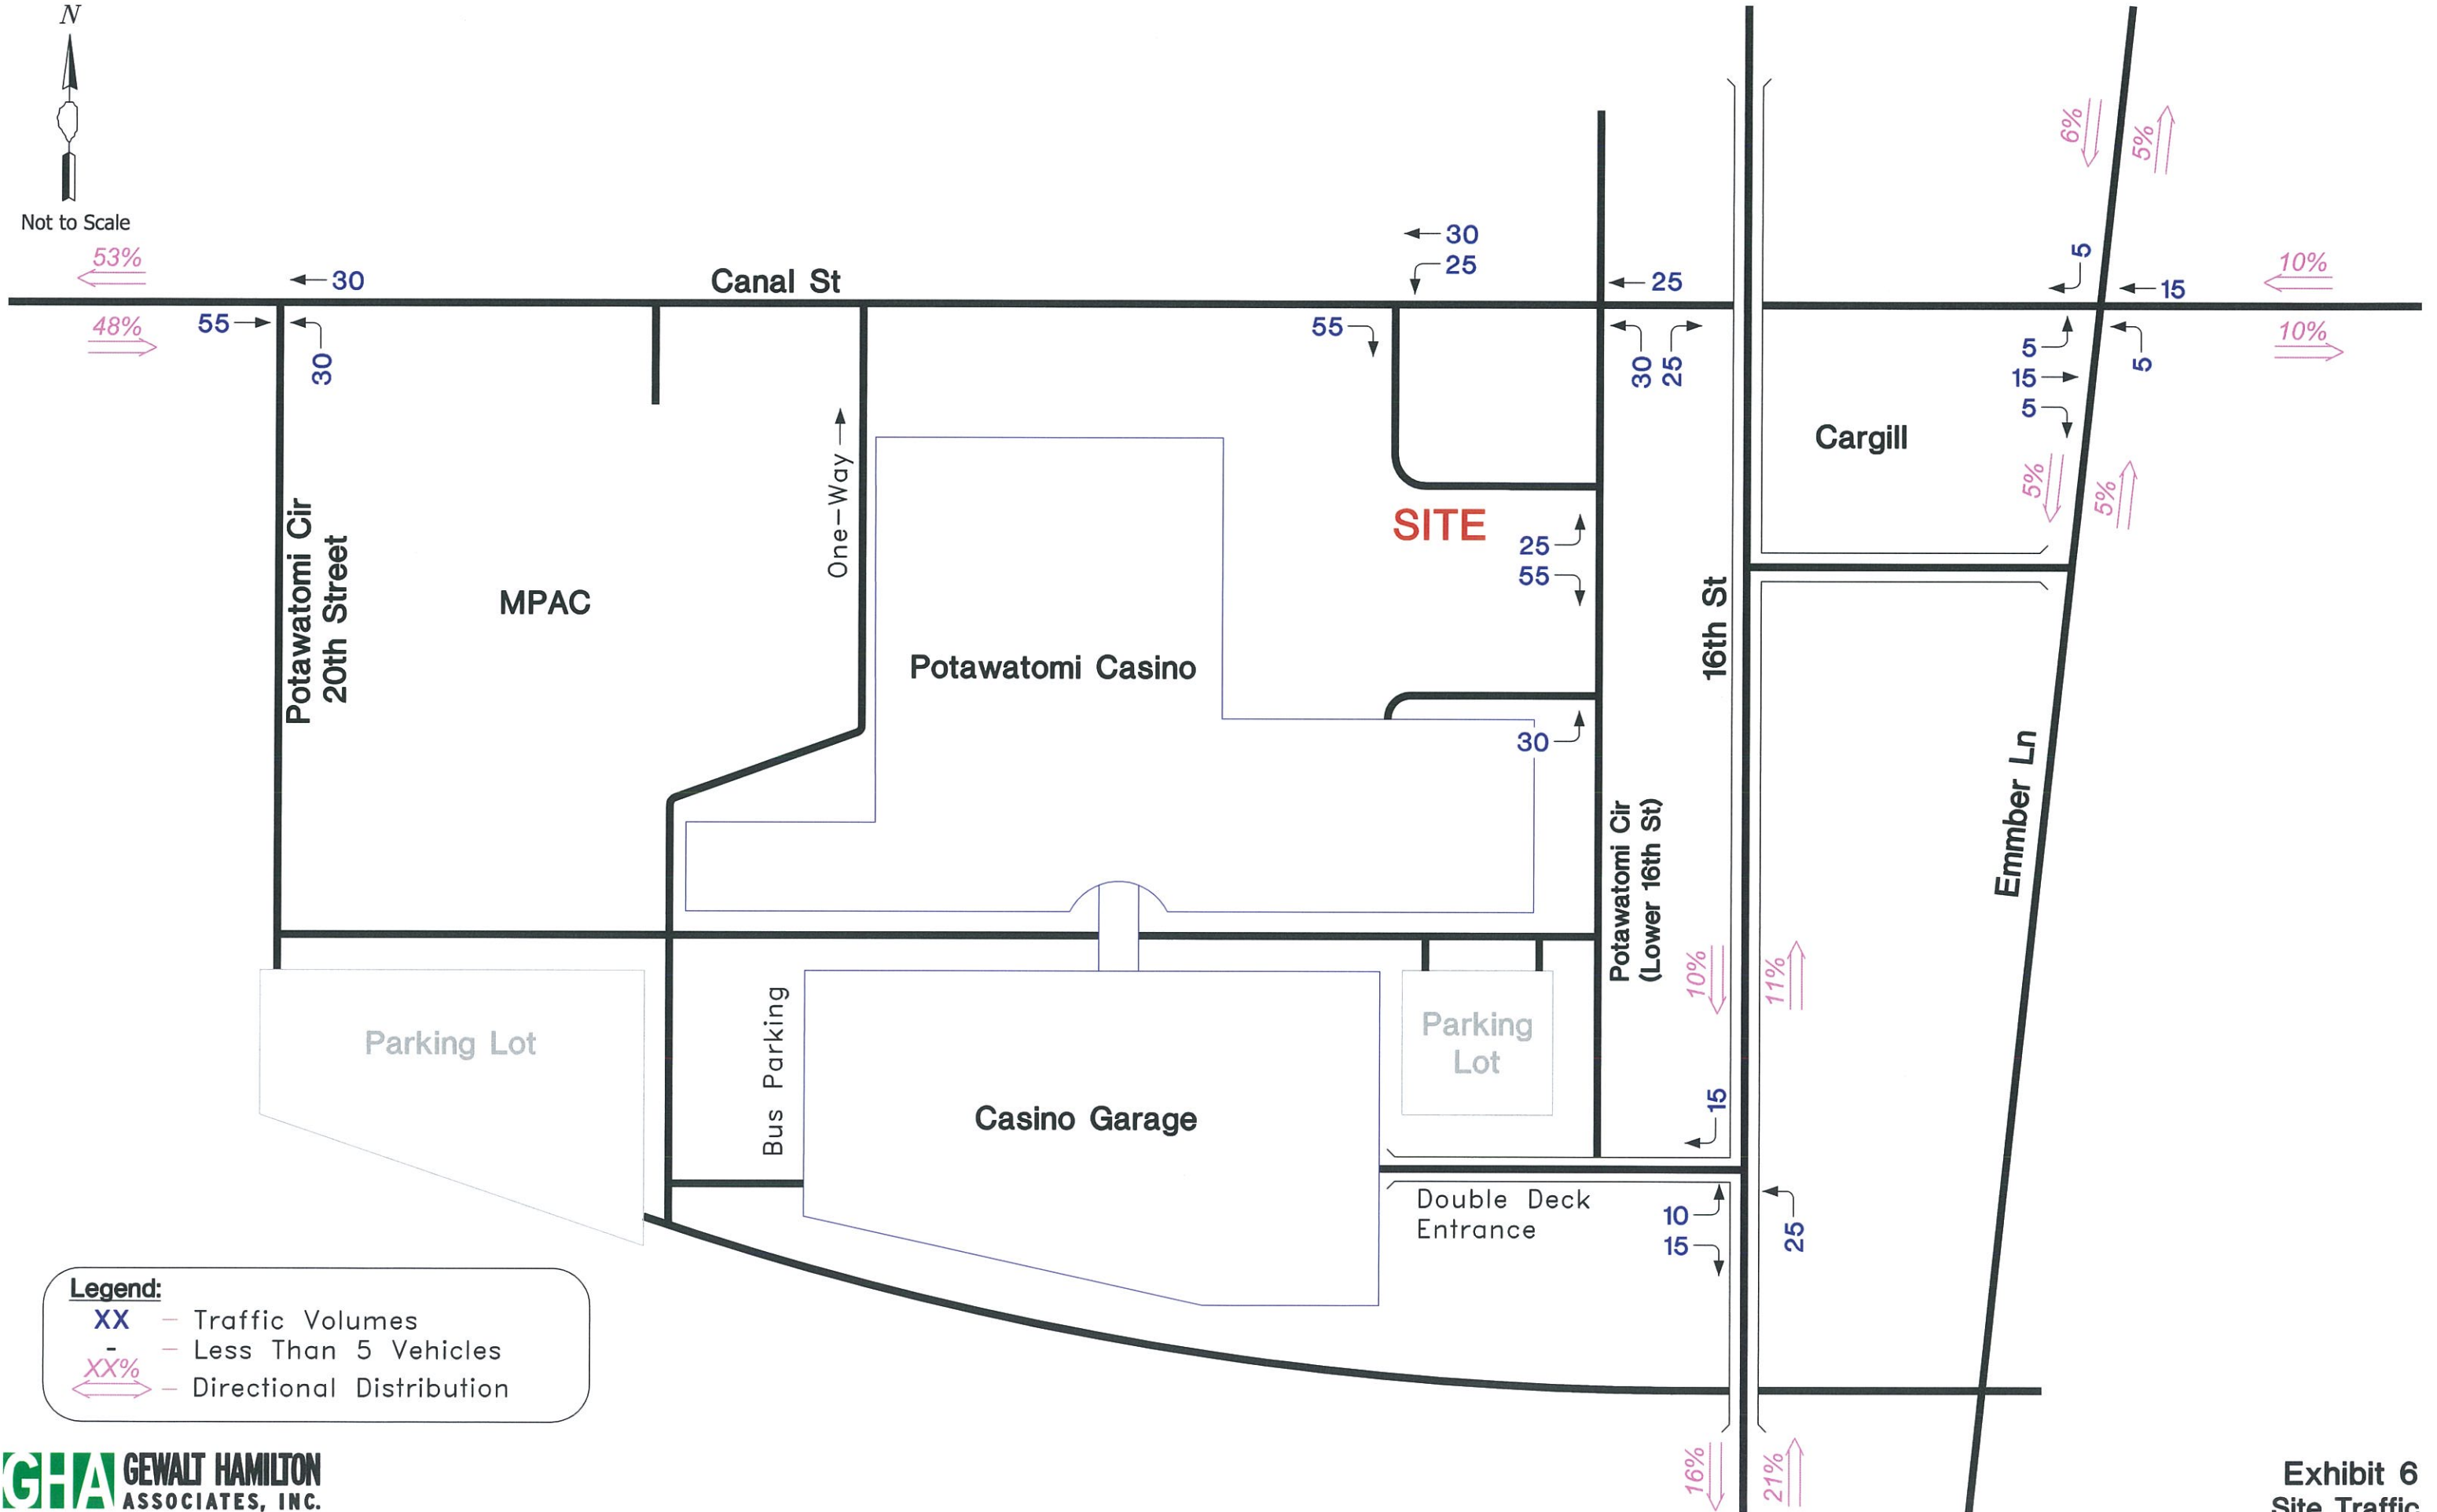 N
Not to Scale
53%
48%
30
55
30
Canal St
30
25
55
25
30
25
6%
5%
5
15
10%
10%
5
15
5
5
5%
5%
Cargill
One-Way
SITE
25
55
30
Potawatomi Cir
20th Street
MPAC
Potawatomi Casino
16th St
Emmber Ln
Potawatomi Cir
(Lower 16th St)
10%
11%
Parking Lot
Bus Parking
Casino Garage
Parking
Lot
15
Double Deck
Entrance
10
15
25
Legend:
XX – Traffic Volumes
- – Less Than 5 Vehicles
XX%
– Directional Distribution
16%
21%
GHA GEWALT HAMILTON
ASSOCIATES, INC.
Exhibit 6
Site Traffic